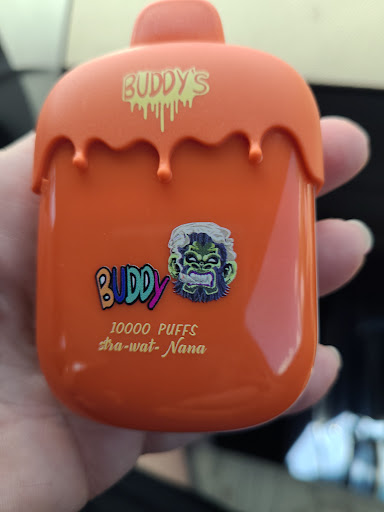 BUDDY'S
BUDDY
10000 PUFFS
stra-wat- Nana